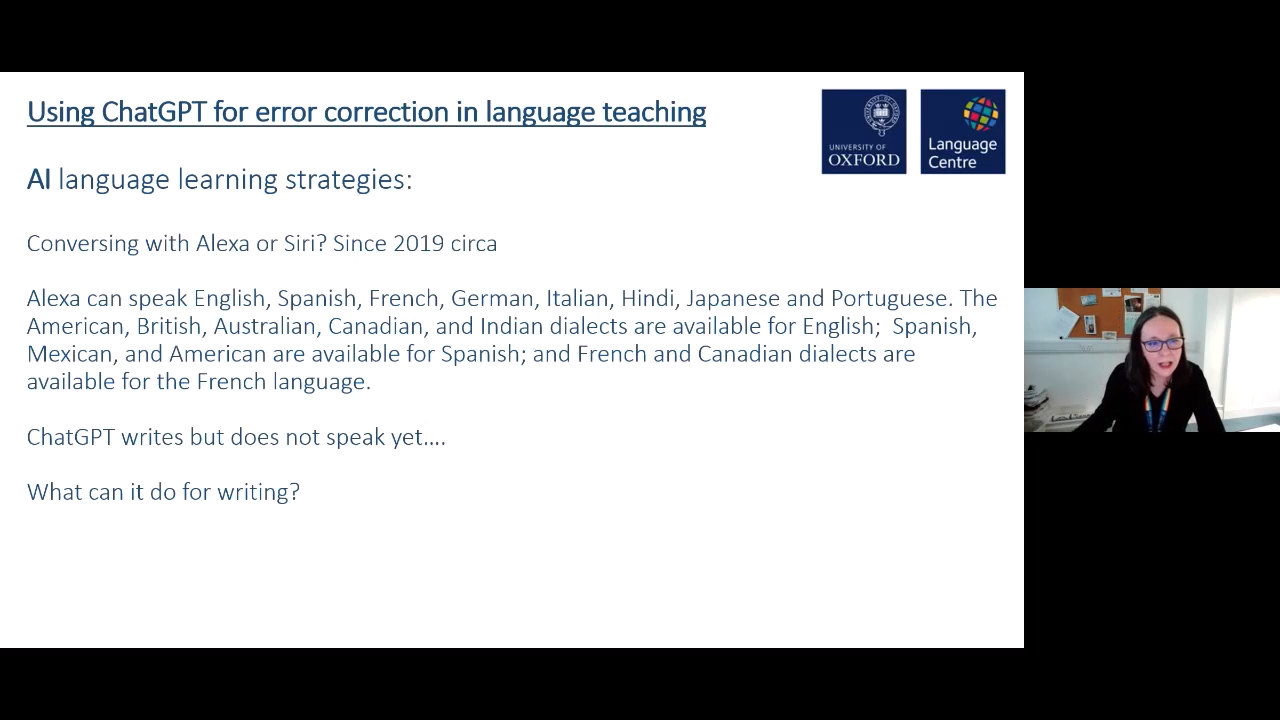 Using ChatGPT for error correction in language teaching
UNIVERSITY OF
OXFORD
Language
Centre
AI language learning strategies:
Conversing with Alexa or Siri? Since 2019 circa
Alexa can speak English, Spanish, French, German, Italian, Hindi, Japanese and Portuguese. The
American, British, Australian, Canadian, and Indian dialects are available for English;  Spanish,
Mexican, and American are available for Spanish; and French and Canadian dialects are
available for the French language.
ChatGPT writes but does not speak yet....
What can it do for writing?